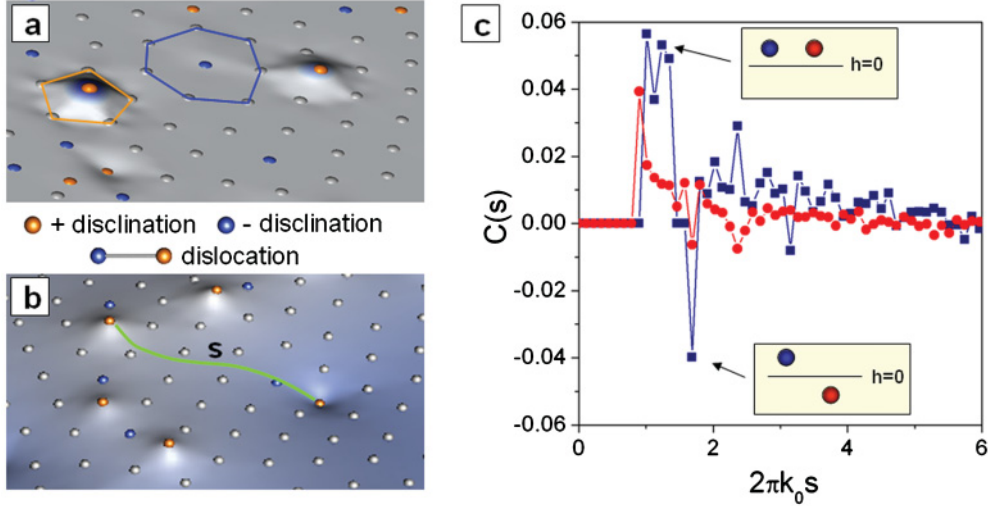 a
+ disclination - disclination
dislocation
b
s
c
C(s)
0.06
0.04
0.02
0.00
-0.02
-0.04
-0.06
h=0
h=0
0 2 4 6
2πk₀s